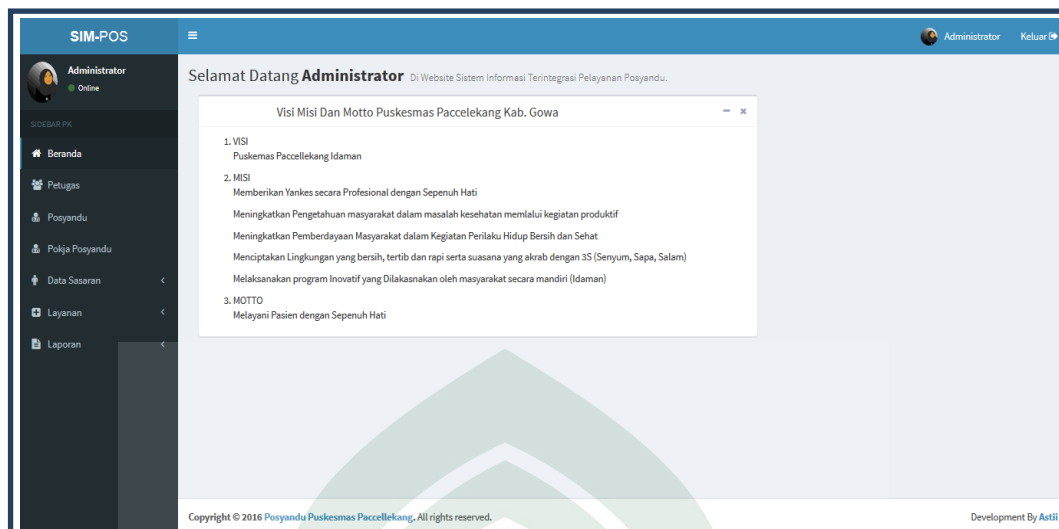 SIM-POS
Administrator
Keluar
Administrator
Online
SIDEBAR PK
Beranda
Petugas
Posyandu
Pokja Posyandu
Data Sasaran
Layanan
Laporan
Selamat Datang Administrator Di Website Sistem Informasi Terintegrasi Pelayanan Posyandu.
Visi Misi Dan Motto Puskesmas Paccelekang Kab. Gowa
1. VISI
Puskemas Paccellekang Idaman
2. MISI
Memberikan Yankes secara Profesional dengan Sepenuh Hati
Meningkatkan Pengetahuan masyarakat dalam masalah kesehatan memlalui kegiatan produktif
Meningkatkan Pemberdayaan Masyarakat dalam Kegiatan Perilaku Hidup Bersih dan Sehat
Menciptakan Lingkungan yang bersih, tertib dan rapi serta suasana yang akrab dengan 3S (Senyum, Sapa, Salam)
Melaksanakan program Inovatif yang Dilakasnakan oleh masyarakat secara mandiri (Idaman)
3. MOTTO
Melayani Pasien dengan Sepenuh Hati
Copyright © 2016 Posyandu Puskesmas Paccellekang. All rights reserved.
Development By Astii